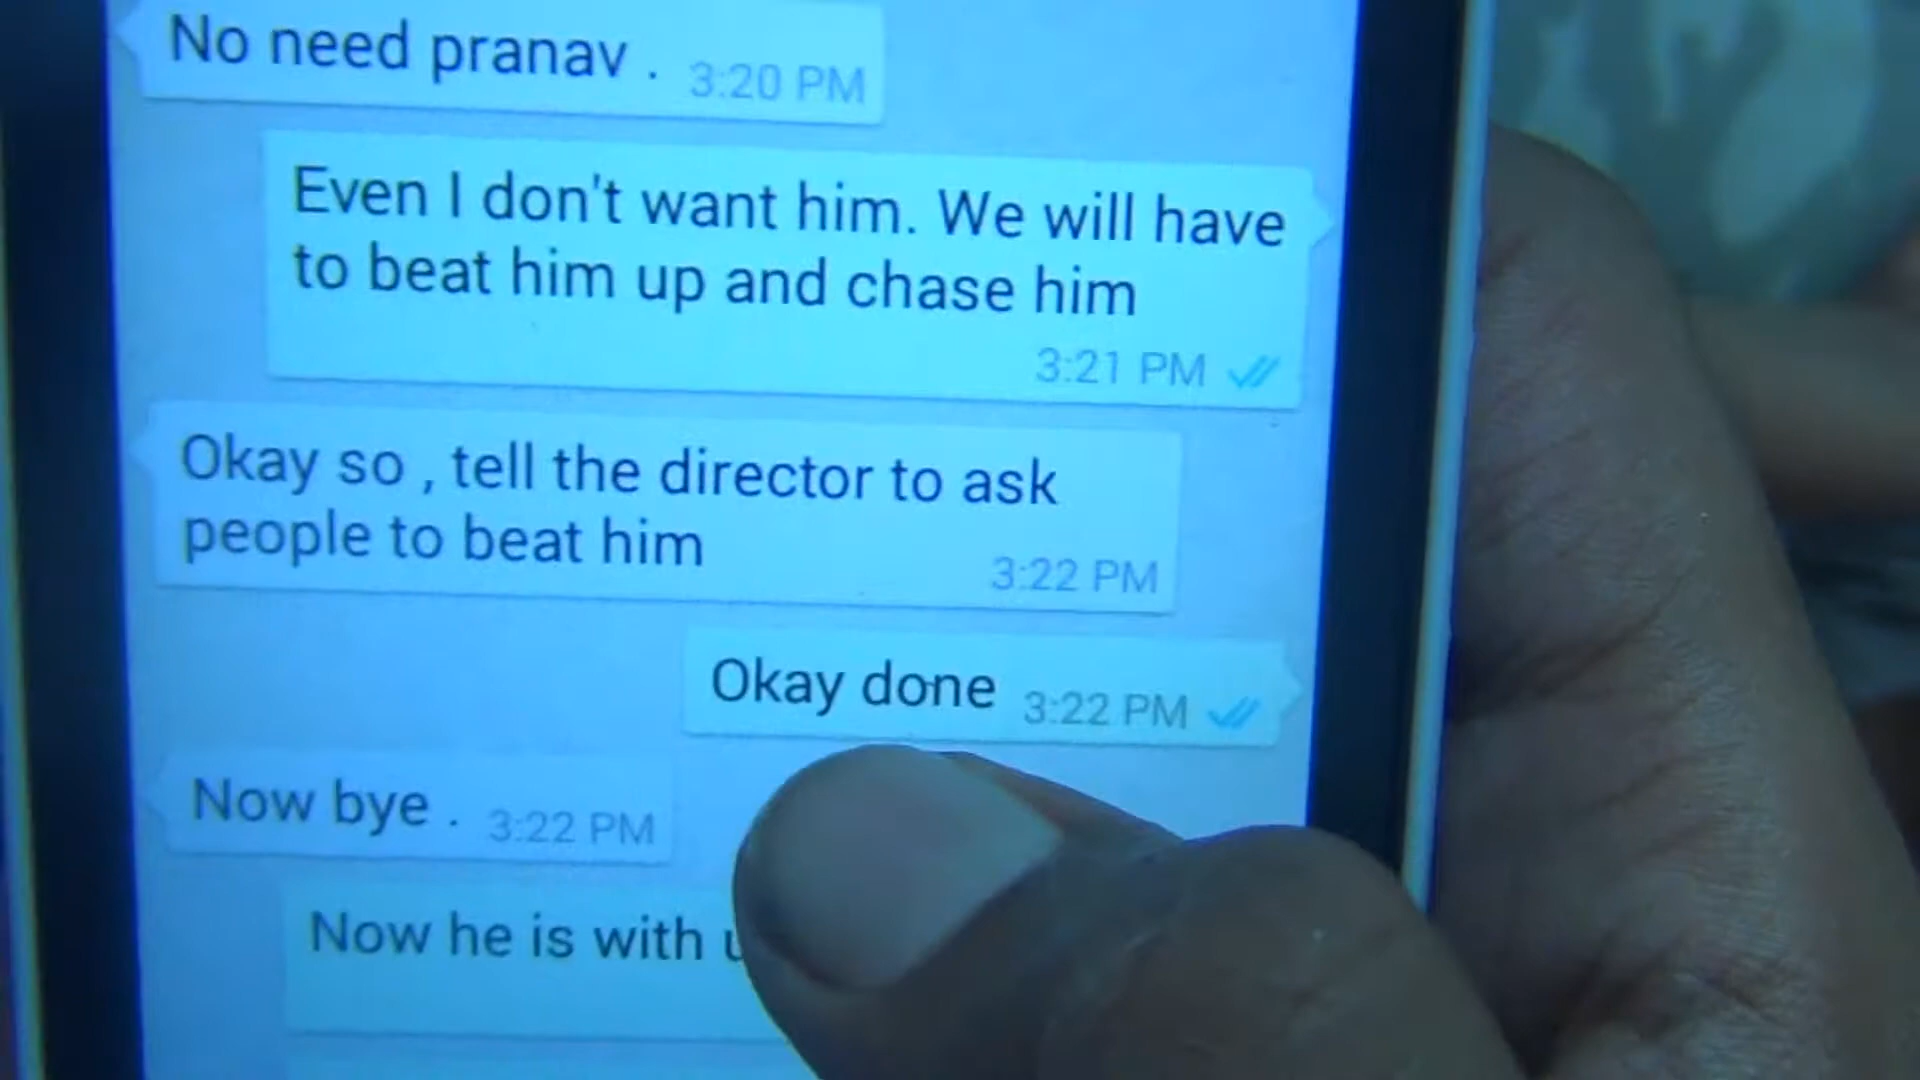 No need pranav .
3:20 PM
Even I don't want him. We will have
to beat him up and chase him
3:21 PM
Okay so , tell the director to ask
people to beat him
3:22 PM
Okay done
3:22 PM
Now bye .
3:22 PM
Now he is with